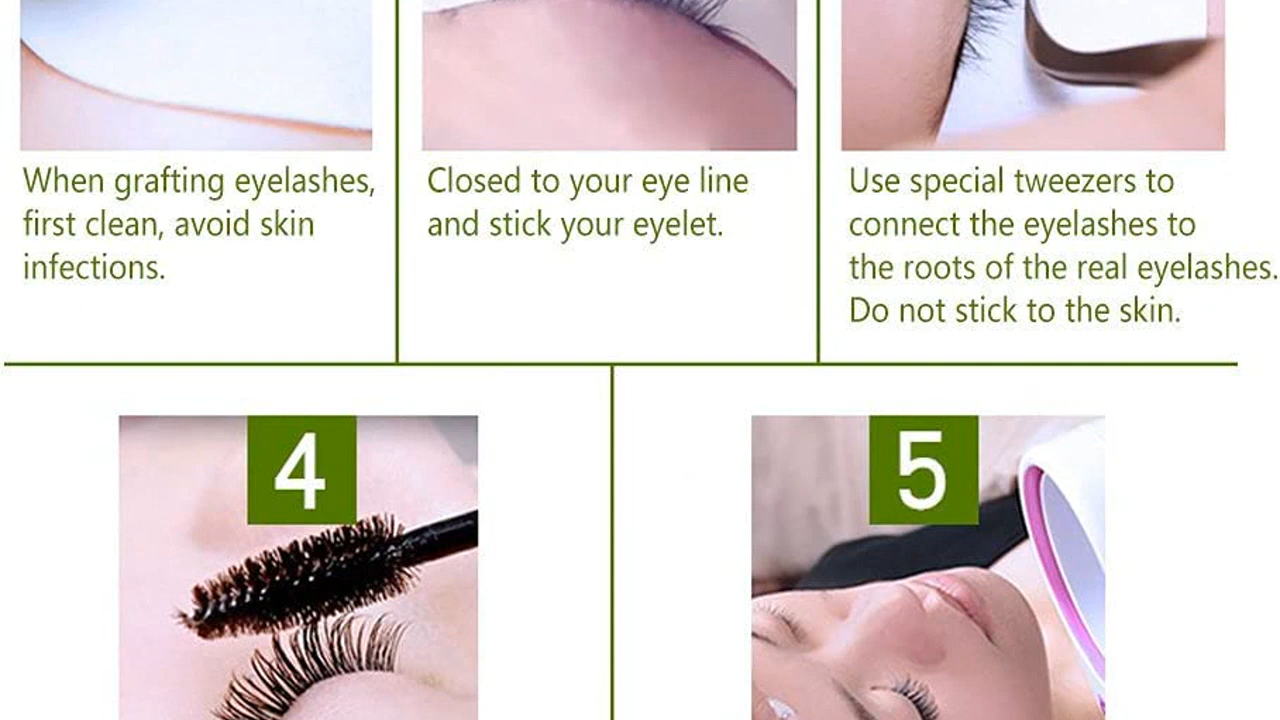 When grafting eyelashes,
first clean, avoid skin
infections.
Closed to your eye line
and stick your eyelet.
Use special tweezers to
connect the eyelashes to
the roots of the real eyelashes.
Do not stick to the skin.
4
5